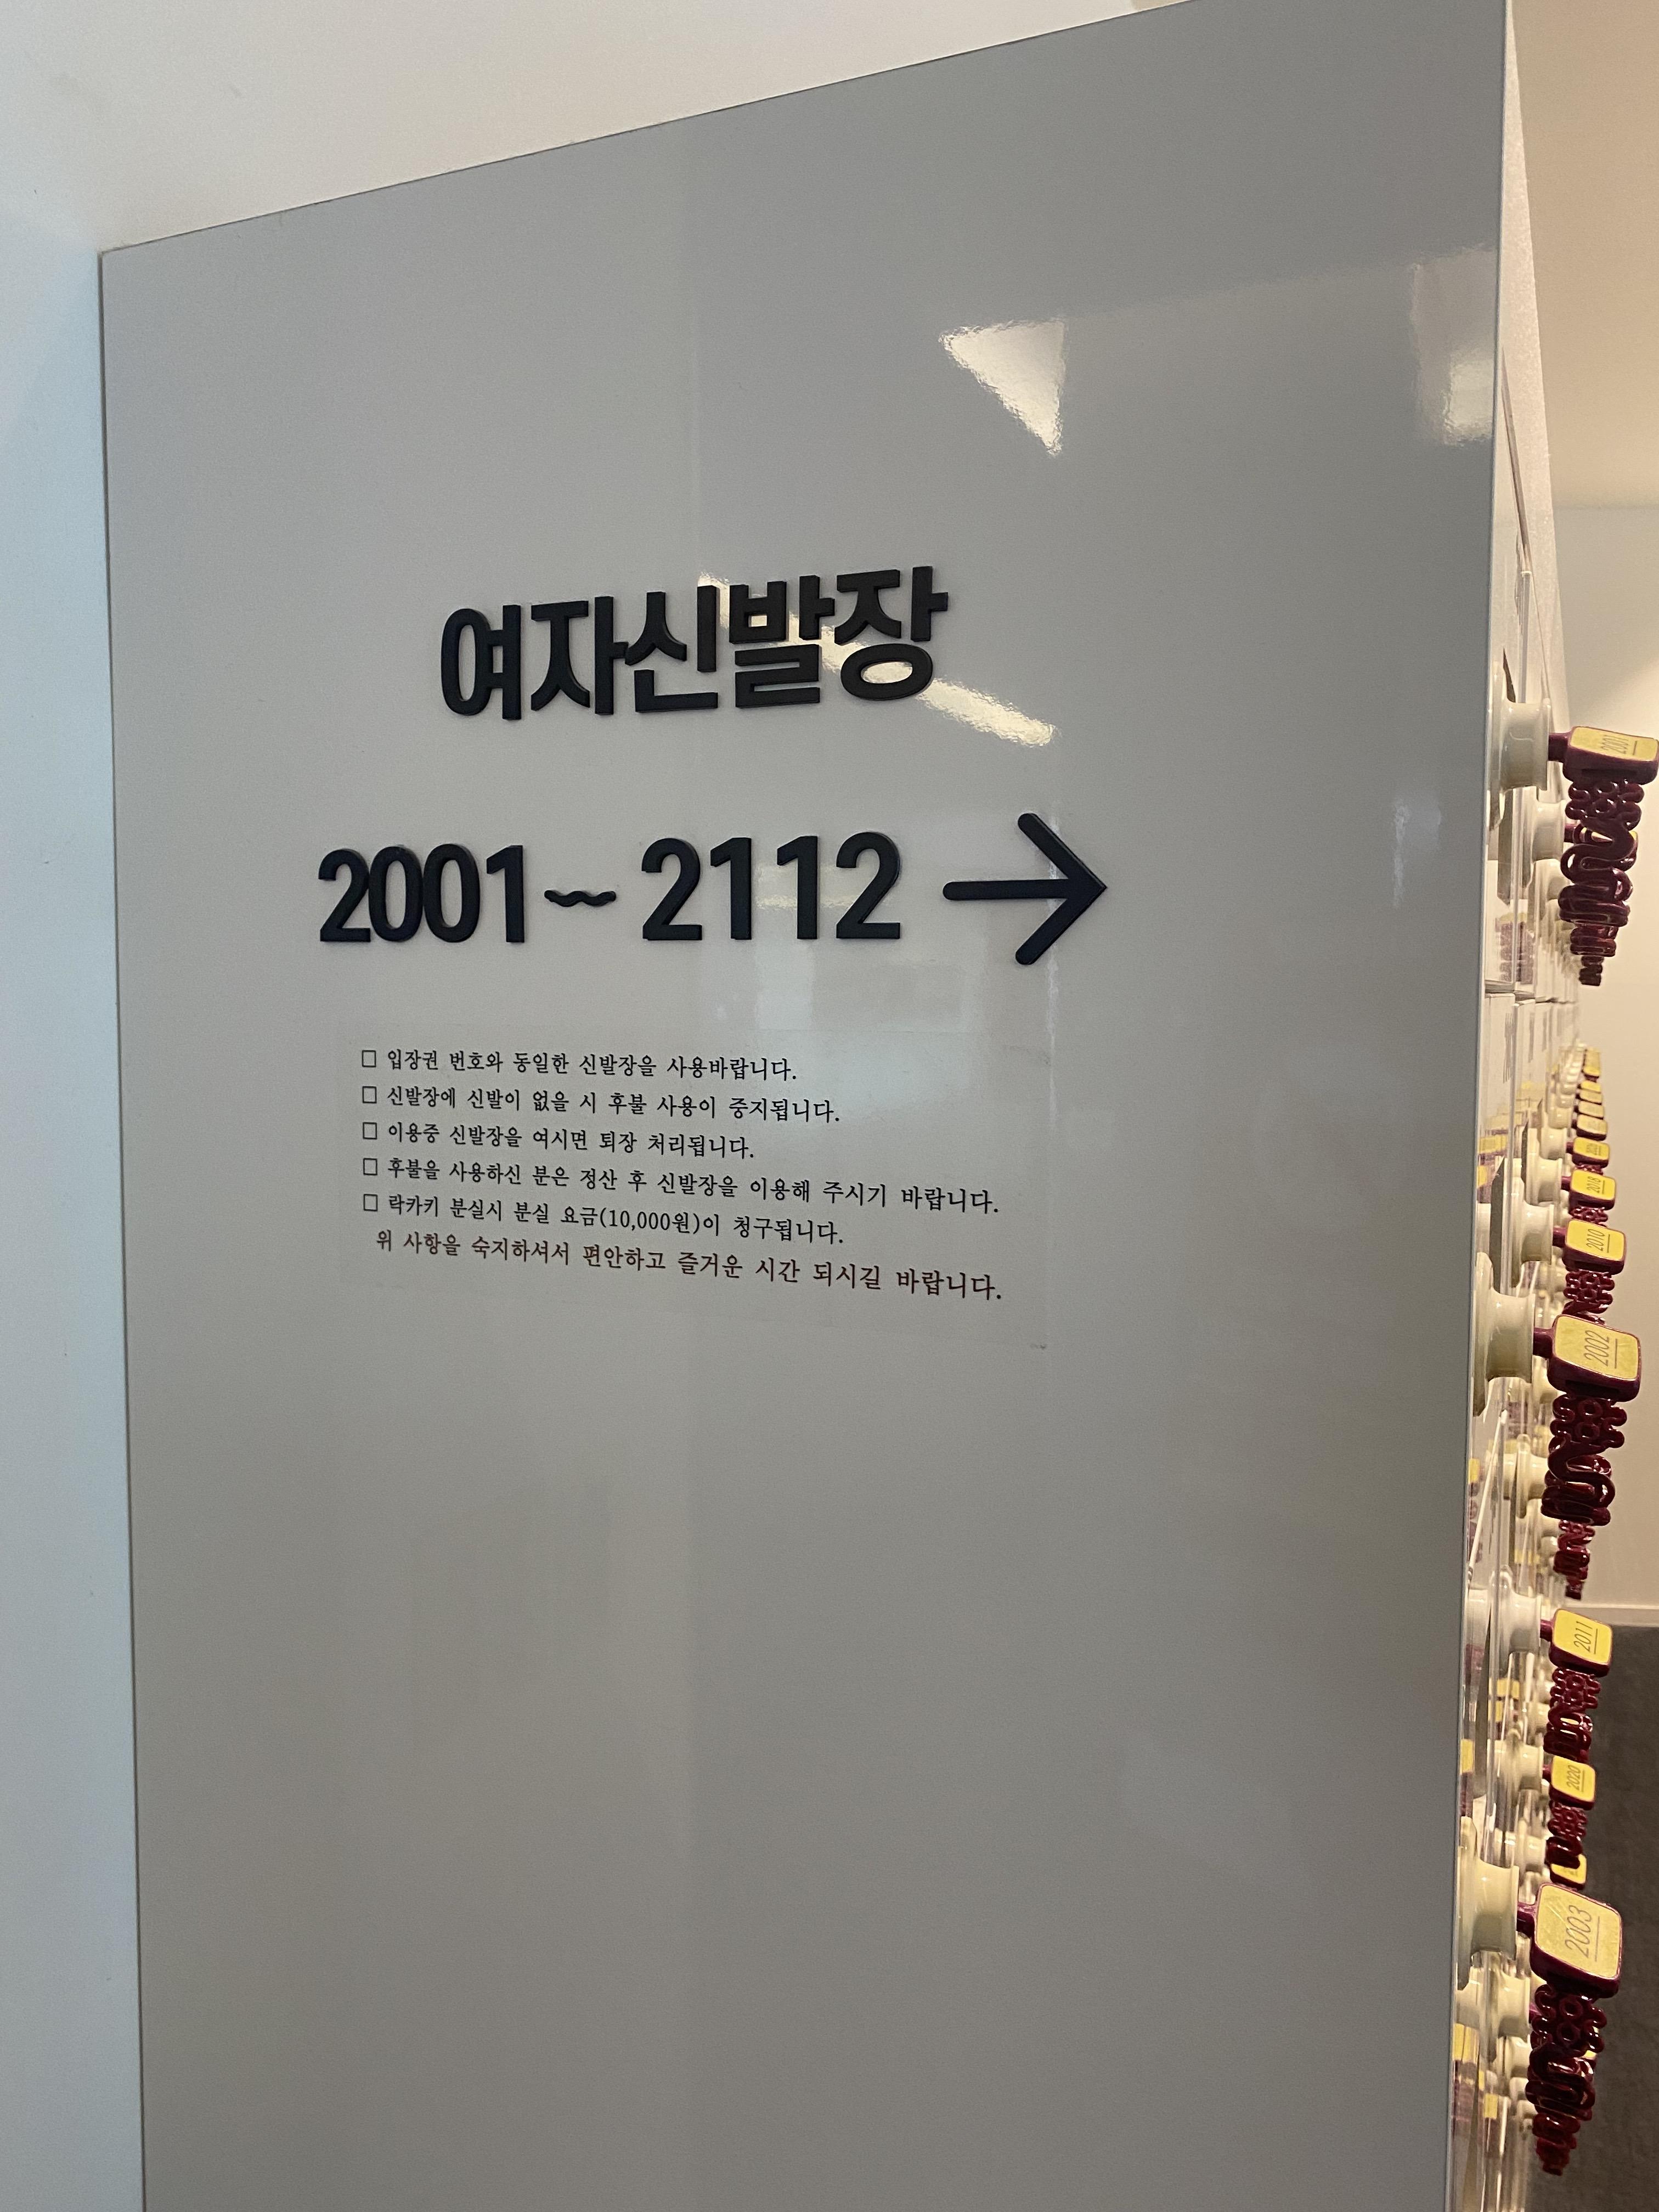 여자신발장
2001~2112 →
□ 입장권 번호와 동일한 신발장을 사용바랍니다.
□ 신발장에 신발이 없을 시 후불 사용이 중지됩니다.
□ 이용중 신발장을 여시면 퇴장 처리됩니다.
□ 후불을 사용하신 분은 정산 후 신발장을 이용해 주시기 바랍니다.
□ 락카키 분실시 분실 요금(10,000원)이 청구됩니다.
위 사항을 숙지하셔서 편안하고 즐거운 시간 되시길 바랍니다.
2001
2018
2010
2002
2011
2020
2003